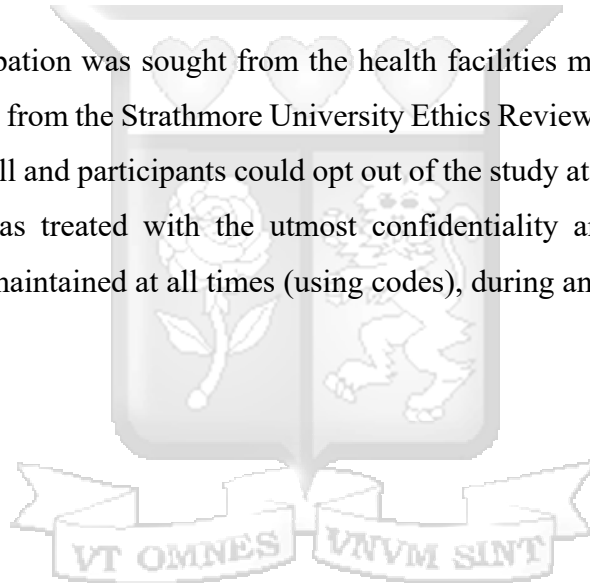 pation was sought from the health facilities m
from the Strathmore University Ethics Review
ll and participants could opt out of the study at
as treated with the utmost confidentiality a
maintained at all times (using codes), during an
VT OMNES VNVM SINT